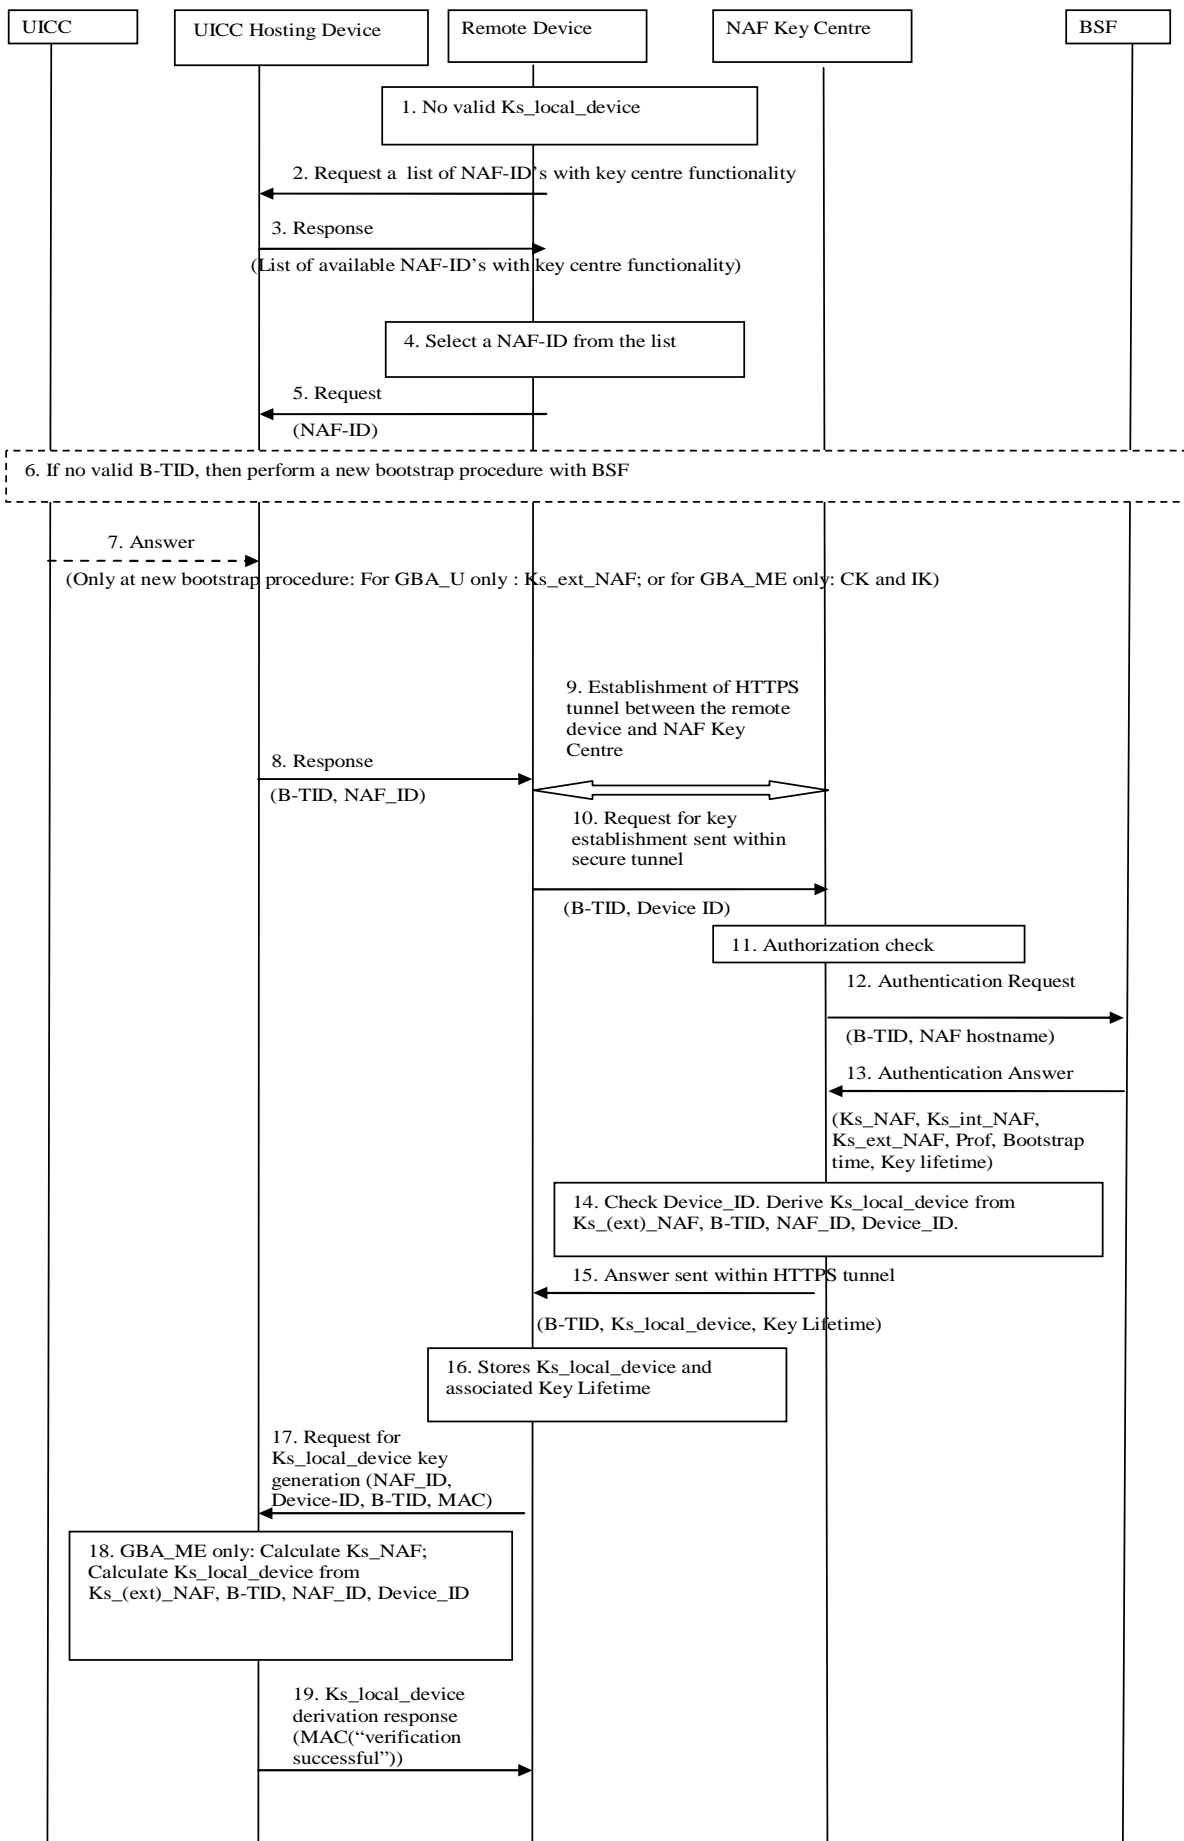 UICC
UICC Hosting Device
Remote Device
NAF Key Centre
BSF
1. No valid Ks_local_device
2. Request a  list of NAF-ID's with key centre functionality
3. Response
(List of available NAF-ID's with key centre functionality)
4. Select a NAF-ID from the list
5. Request
(NAF-ID)
6. If no valid B-TID, then perform a new bootstrap procedure with BSF
7. Answer
(Only at new bootstrap procedure: For GBA_U only : Ks_ext_NAF; or for GBA_ME only: CK and IK)
9. Establishment of HTTPS
tunnel between the remote
device and NAF Key
Centre
8. Response
(B-TID, NAF_ID)
10. Request for key
establishment sent within
secure tunnel
(B-TID, Device ID)
11. Authorization check
12. Authentication Request
(B-TID, NAF hostname)
13. Authentication Answer
(Ks_NAF, Ks_int_NAF,
Ks_ext_NAF, Prof, Bootstrap
time, Key lifetime)
14. Check Device_ID. Derive Ks_local_device from
Ks_(ext)_NAF, B-TID, NAF_ID, Device_ID.
15. Answer sent within HTTPS tunnel
(B-TID, Ks_local_device, Key Lifetime)
16. Stores Ks_local_device and
associated Key Lifetime
17. Request for
Ks_local_device key
generation (NAF_ID,
Device-ID, B-TID, MAC)
18. GBA_ME only: Calculate Ks_NAF;
Calculate Ks_local_device from
Ks_(ext)_NAF, B-TID, NAF_ID, Device_ID
19. Ks_local_device
derivation response
(MAC(“verification
successful”))